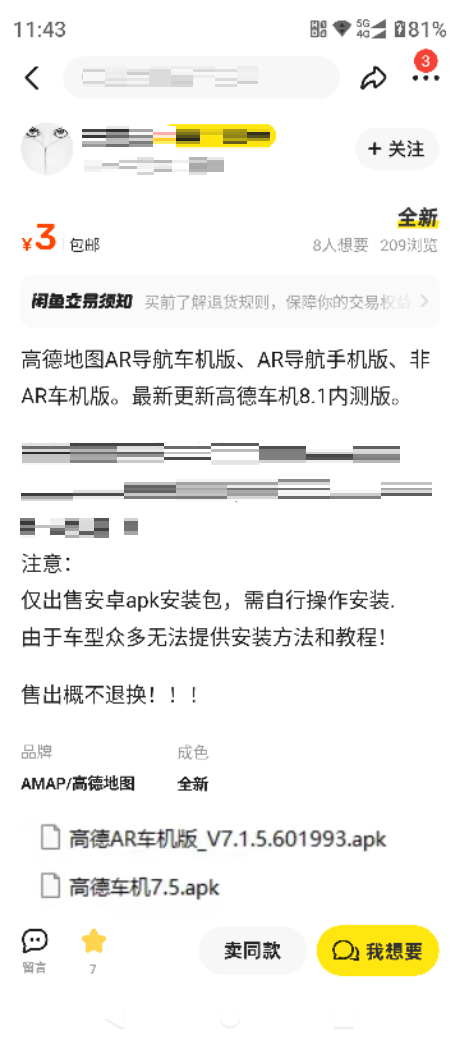 11:43
5G
4G
81%
3
+ 关注
全新
¥3 包邮
8人想要 209浏览
闲鱼交易须知 买前了解退货规则，保障你的交易权益
高德地图AR导航车机版、AR导航手机版、非
AR车机版。最新更新高德车机8.1内测版。
注意：
仅出售安卓apk安装包，需自行操作安装.
由于车型众多无法提供安装方法和教程！
售出概不退换！！！
品牌 成色
AMAP/高德地图 全新
高德AR车机版_V7.1.5.601993.apk
高德车机7.5.apk
留言 7 卖同款 我想要